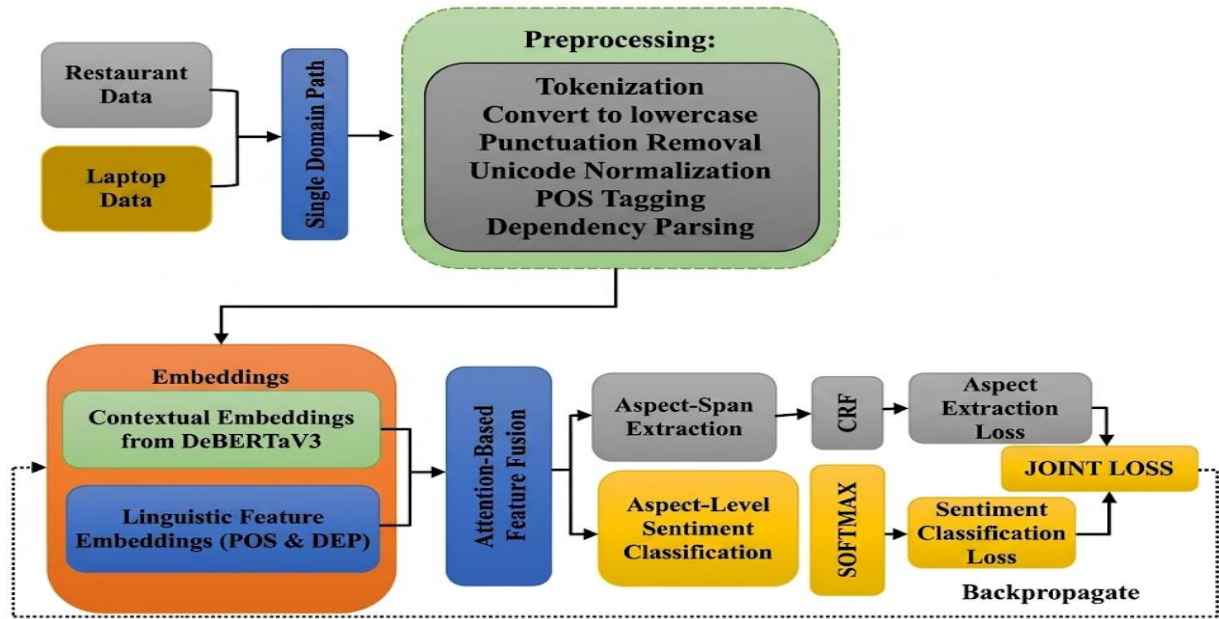 Restaurant
Data
Laptop
Data
Single Domain Path
Preprocessing:
Tokenization
Convert to lowercase
Punctuation Removal
Unicode Normalization
POS Tagging
Dependency Parsing
Embeddings
Contextual Embeddings
from DeBERTaV3
Linguistic Feature
Embeddings (POS & DEP)
Attention-Based
Feature Fusion
Aspect-Span
Extraction
CRF
Aspect
Extraction
Loss
Aspect-Level
Sentiment
Classification
SOFTMAX
Sentiment
Classification
Loss
JOINT LOSS
Backpropagate